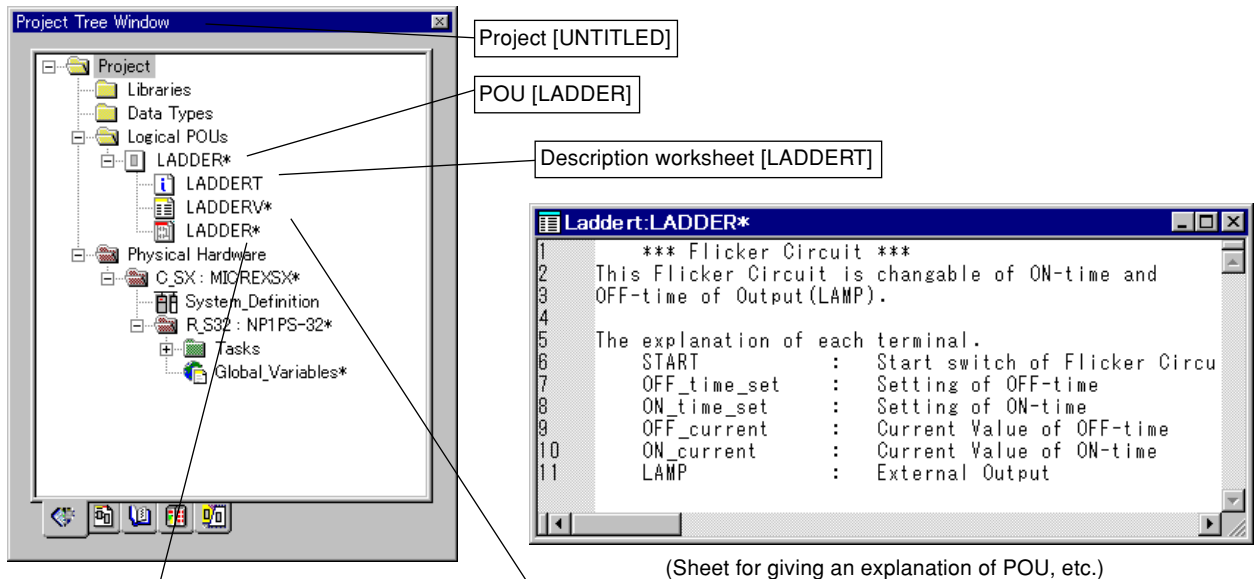 Project Tree Window
Project
Libraries
Data Types
Logical POUs
LADDER*
LADDERT
LADDERV*
LADDER*
Physical Hardware
C_SX : MICREXSX*
System_Definition
R_S32 : NP1PS-32*
Tasks
Global_Variables*
Project [UNTITLED]
POU [LADDER]
Description worksheet [LADDERT]
Laddert:LADDER*
1 *** Flicker Circuit ***
2 This Flicker Circuit is changable of ON-time and
3 OFF-time of Output(LAMP).
4
5 The explanation of each terminal.
6 START : Start switch of Flicker Circu
7 OFF_time_set : Setting of OFF-time
8 ON_time_set : Setting of ON-time
9 OFF_current : Current Value of OFF-time
10 ON_current : Current Value of ON-time
11 LAMP : External Output
(Sheet for giving an explanation of POU, etc.)